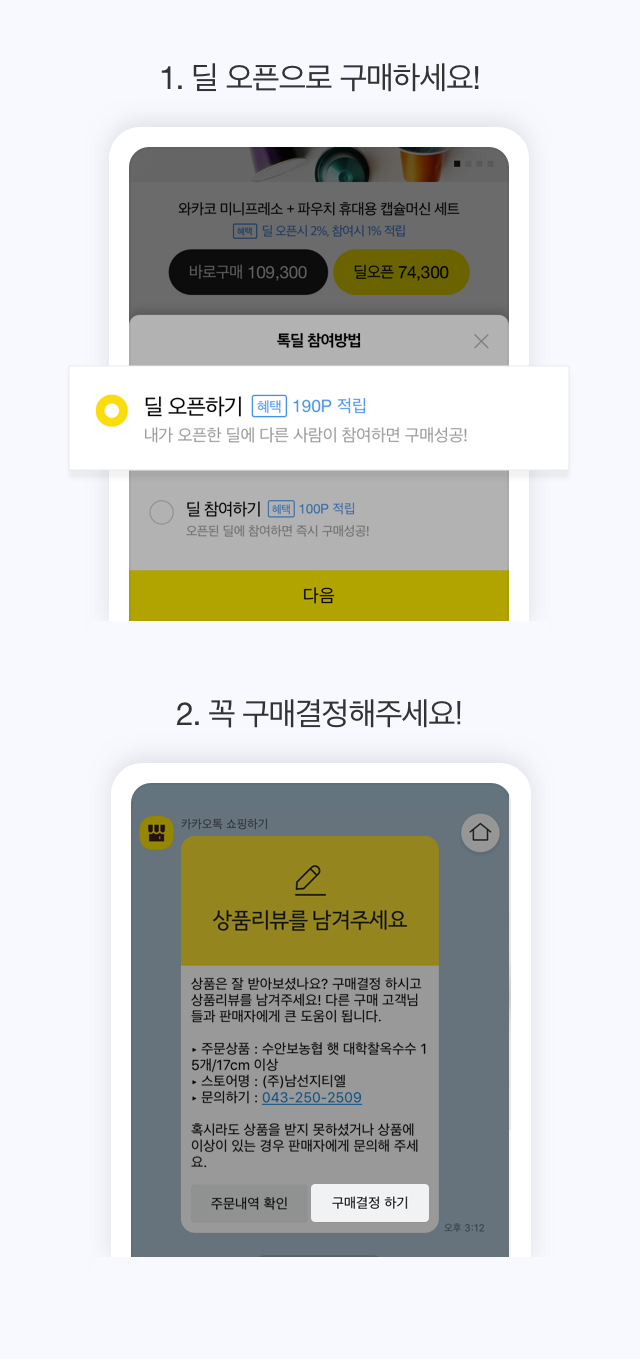 1. 딜 오픈으로 구매하세요!
와카코 미니프레소 + 파우치 휴대용 캡슐머신 세트
혜택 딜 오픈시 2%, 참여시 1% 적립
바로구매 109,300
딜오픈 74,300
톡딜 참여방법
딜 오픈하기 혜택 190P 적립
내가 오픈한 딜에 다른 사람이 참여하면 구매성공!
딜 참여하기 혜택 100P 적립
오픈된 딜에 참여하면 즉시 구매성공!
다음
2. 꼭 구매결정해주세요!
카카오톡 쇼핑하기
상품리뷰를 남겨주세요
상품은 잘 받아보셨나요? 구매결정 하시고
상품리뷰를 남겨주세요! 다른 구매 고객님
들과 판매자에게 큰 도움이 됩니다.
▸ 주문상품 : 수안보농협 햇 대학찰옥수수 1
5개/17cm 이상
▸ 스토어명 : (주)남선지티엘
▸ 문의하기 : 043-250-2509
혹시라도 상품을 받지 못하셨거나 상품에
이상이 있는 경우 판매자에게 문의해 주세
요.
주문내역 확인
구매결정 하기
오후 3:12